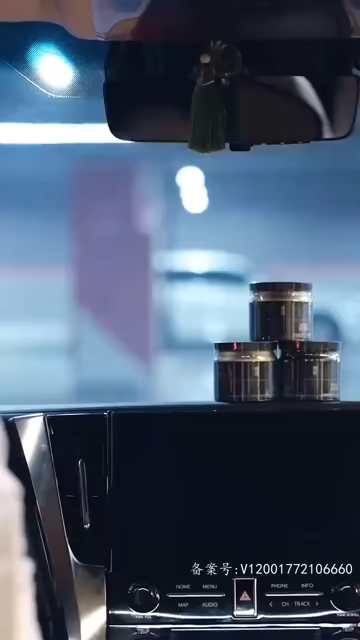 备案号:V12001772106660
HOME MENU
PHONE INFO
MAP AUDIO
CH TRACK